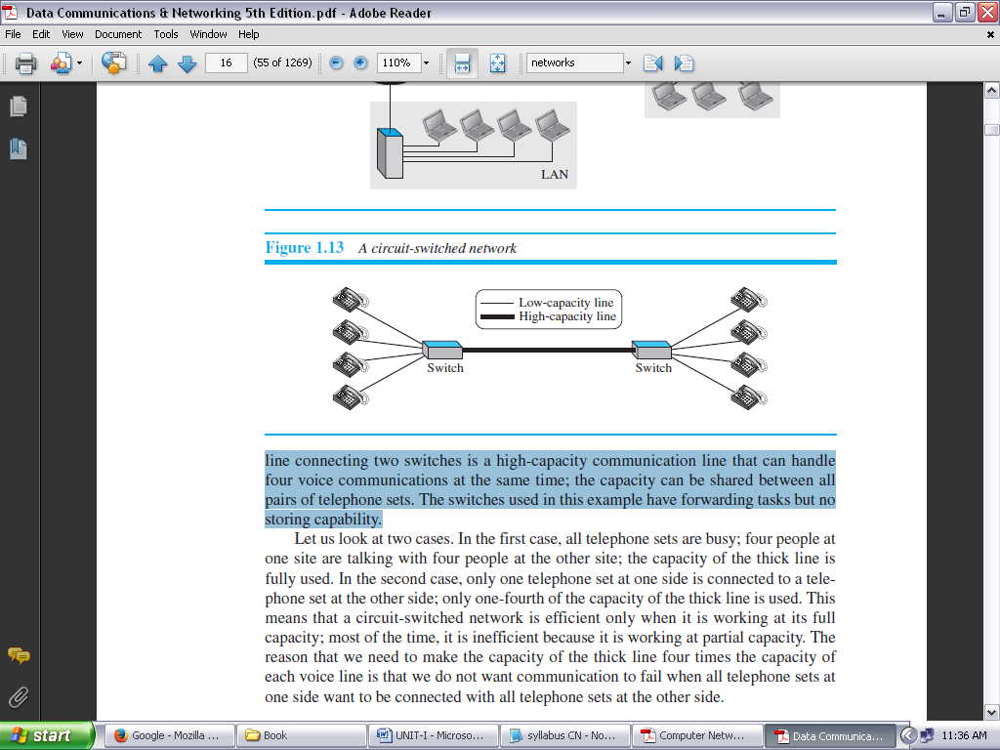 Data Communications & Networking 5th Edition.pdf - Adobe Reader
File Edit View Document Tools Window Help
16 (55 of 1269) 110% networks
LAN
Figure 1.13 A circuit-switched network
Low-capacity line
High-capacity line
Switch Switch
line connecting two switches is a high-capacity communication line that can handle
four voice communications at the same time; the capacity can be shared between all
pairs of telephone sets. The switches used in this example have forwarding tasks but no
storing capability.
Let us look at two cases. In the first case, all telephone sets are busy; four people at
one site are talking with four people at the other site; the capacity of the thick line is
fully used. In the second case, only one telephone set at one side is connected to a tele-
phone set at the other side; only one-fourth of the capacity of the thick line is used. This
means that a circuit-switched network is efficient only when it is working at its full
capacity; most of the time, it is inefficient because it is working at partial capacity. The
reason that we need to make the capacity of the thick line four times the capacity of
each voice line is that we do not want communication to fail when all telephone sets at
one side want to be connected with all telephone sets at the other side.
start Google - Mozilla ... Book UNIT-I - Microso... syllabus CN - No... Computer Netw... Data Communica... 11:36 AM